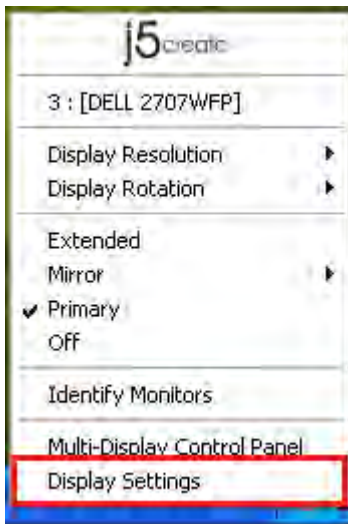 j5create
3 : [DELL 2707WFP]
Display Resolution
Display Rotation
Extended
Mirror
Primary
Off
Identify Monitors
Multi-Display Control Panel
Display Settings